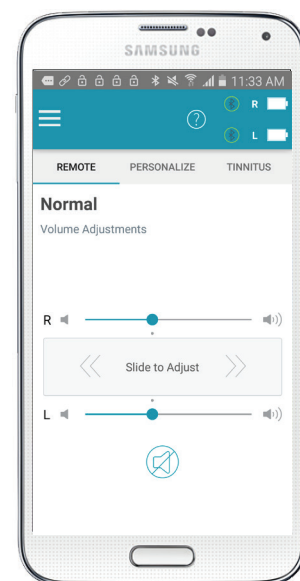 SAMSUNG
11:33 AM
?
R
L
REMOTE PERSONALIZE TINNITUS
Normal
Volume Adjustments
R
Slide to Adjust
L